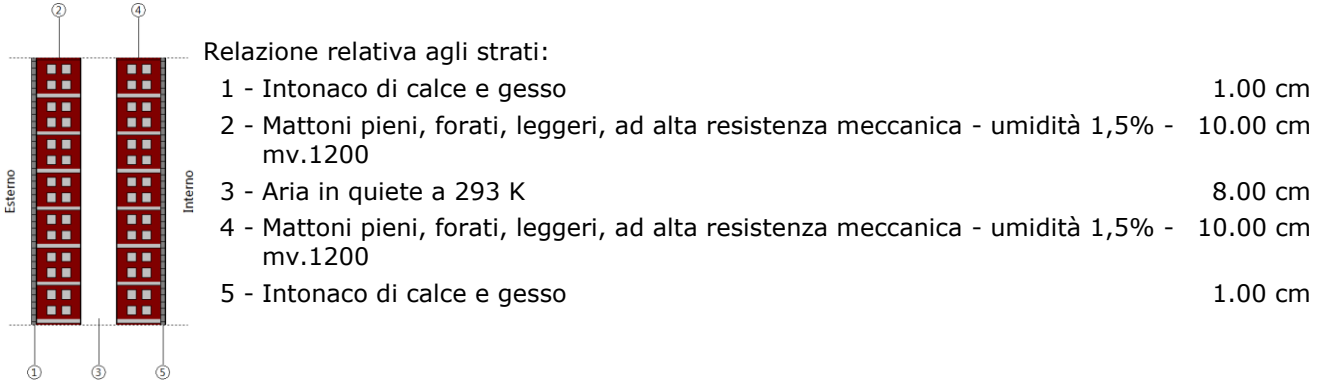 ② ④
Relazione relativa agli strati:
1 - Intonaco di calce e gesso 1.00 cm
2 - Mattoni pieni, forati, leggeri, ad alta resistenza meccanica - umidità 1,5% - 10.00 cm
mv.1200
3 - Aria in quiete a 293 K 8.00 cm
4 - Mattoni pieni, forati, leggeri, ad alta resistenza meccanica - umidità 1,5% - 10.00 cm
mv.1200
5 - Intonaco di calce e gesso 1.00 cm
Esterno
Interno
① ③ ⑤